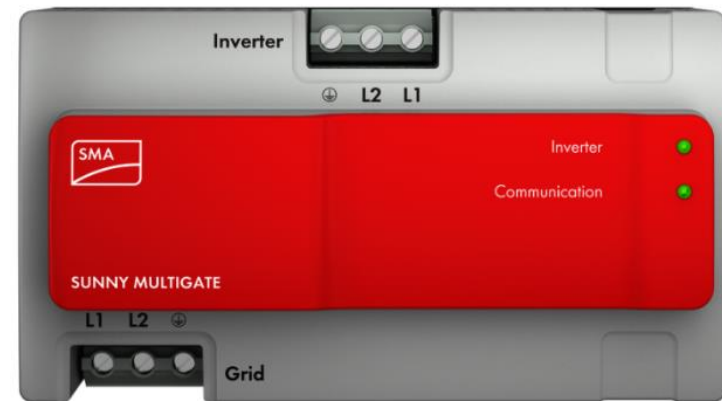 Inverter
⏚ L2 L1
SMA
Inverter
Communication
SUNNY MULTIGATE
L1 L2 ⏚
Grid